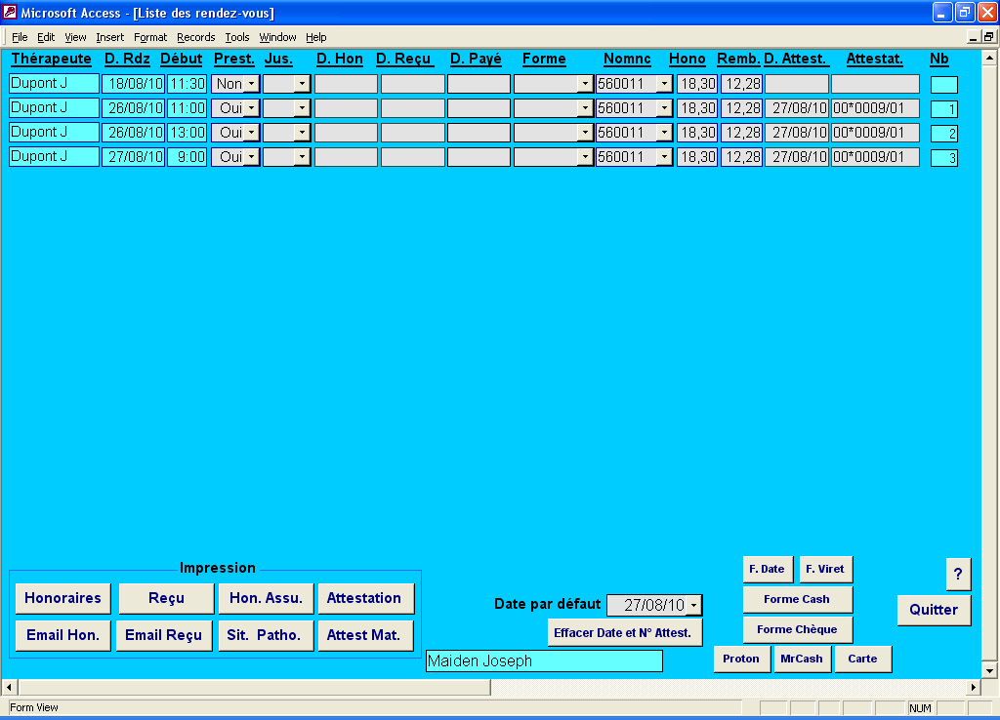 Microsoft Access - [Liste des rendez-vous]
File Edit View Insert Format Records Tools Window Help
Thérapeute D. Rdz Début Prest. Jus. D. Hon D. Reçu D. Payé Forme Nomnc Hono Remb. D. Attest. Attestat. Nb
Dupont J 18/08/10 11:30 Non 560011 18,30 12,28
Dupont J 26/08/10 11:00 Oui 560011 18,30 12,28 27/08/10 00*0009/01 1
Dupont J 26/08/10 13:00 Oui 560011 18,30 12,28 27/08/10 00*0009/01 2
Dupont J 27/08/10 9:00 Oui 560011 18,30 12,28 27/08/10 00*0009/01 3
Impression
Honoraires Reçu Hon. Assu. Attestation
Email Hon. Email Reçu Sit. Patho. Attest Mat.
Date par défaut 27/08/10
Effacer Date et N° Attest.
Maiden Joseph
F. Date F. Viret
Forme Cash
Forme Chèque
Proton MrCash Carte
?
Quitter
Form View NUM